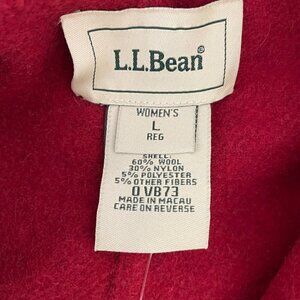 L.L.Bean®
WOMEN'S
L
REG
SHELL:
60% WOOL
30% NYLON
5% POLYESTER
5% OTHER FIBERS
0 VB73
MADE IN MACAU
CARE ON REVERSE